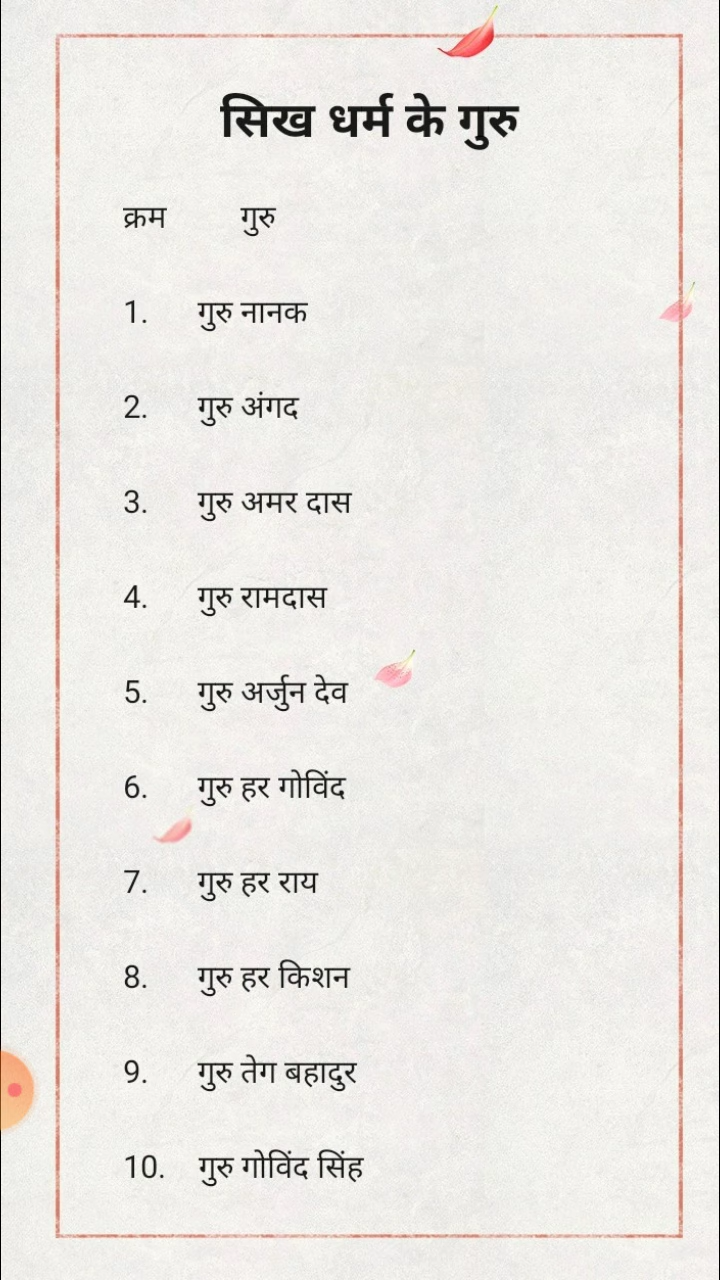 सिख धर्म के गुरु
क्रम गुरु
1. गुरु नानक
2. गुरु अंगद
3. गुरु अमर दास
4. गुरु रामदास
5. गुरु अर्जुन देव
6. गुरु हर गोविंद
7. गुरु हर राय
8. गुरु हर किशन
9. गुरु तेग बहादुर
10. गुरु गोविंद सिंह